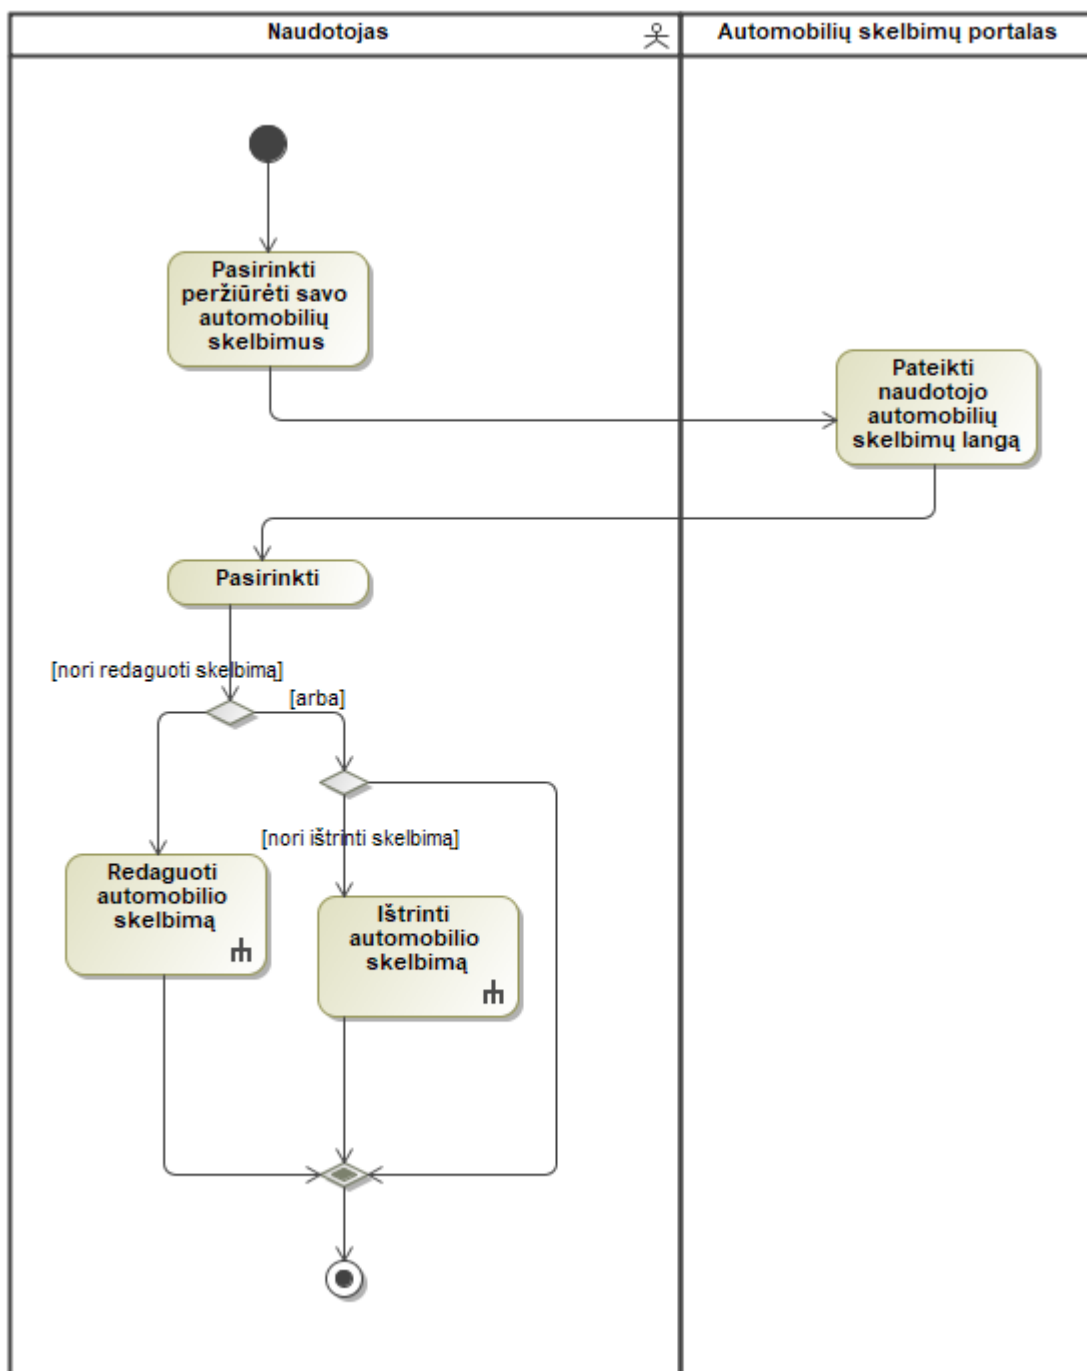 Naudotojas
Automobilių skelbimų portalas
Pasirinkti
peržiūrėti savo
automobilių
skelbimus
Pateikti
naudotojo
automobilių
skelbimų langą
Pasirinkti
[nori redaguoti skelbimą]
[arba]
[nori ištrinti skelbimą]
Redaguoti
automobilio
skelbimą
Ištrinti
automobilio
skelbimą